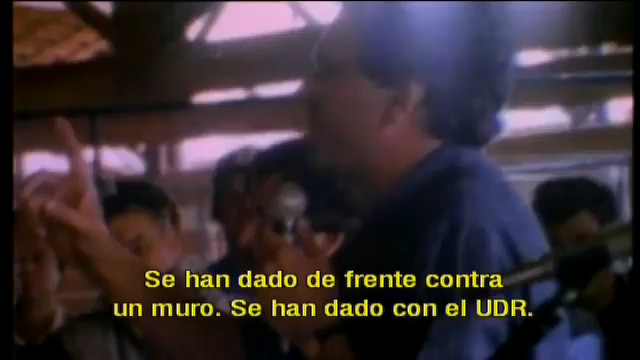 Se han dado de frente contra
un muro. Se han dado con el UDR.